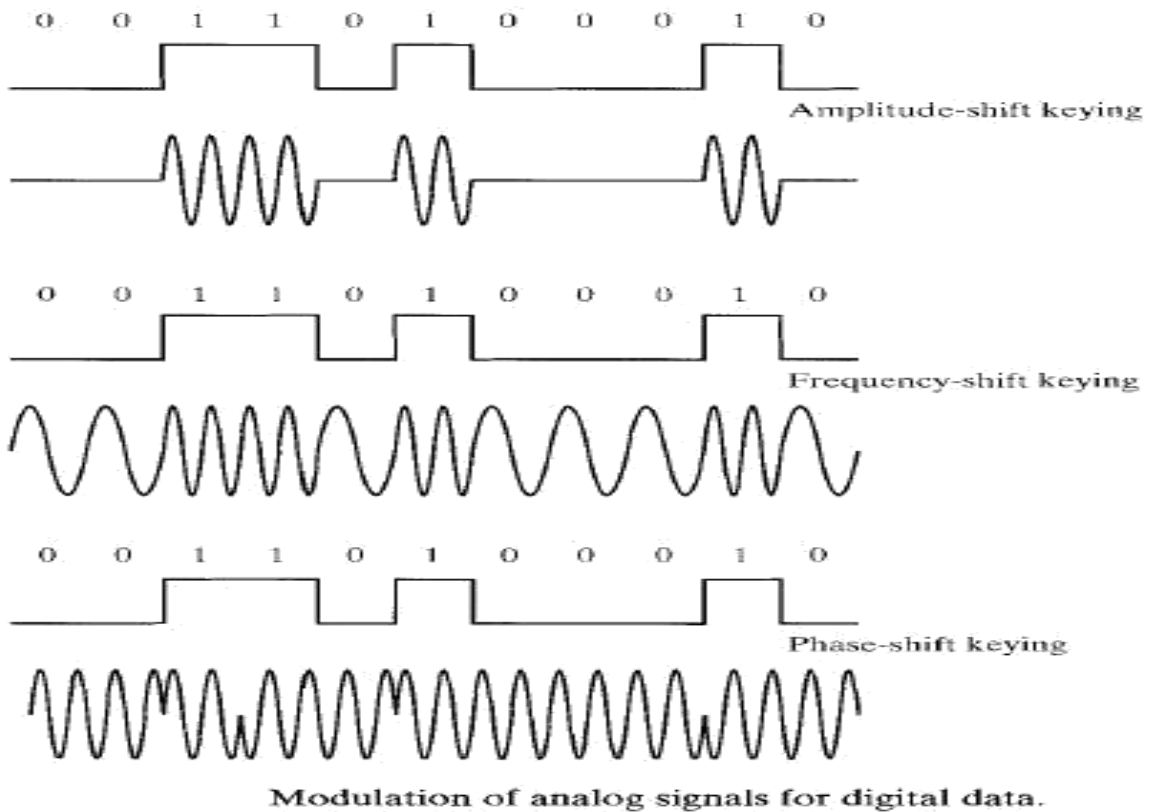 0 0 1 1 0 1 0 0 0 1 0
Amplitude-shift keying
0 0 1 1 0 1 0 0 0 1 0
Frequency-shift keying
0 0 1 1 0 1 0 0 0 1 0
Phase-shift keying
Modulation of analog signals for digital data.